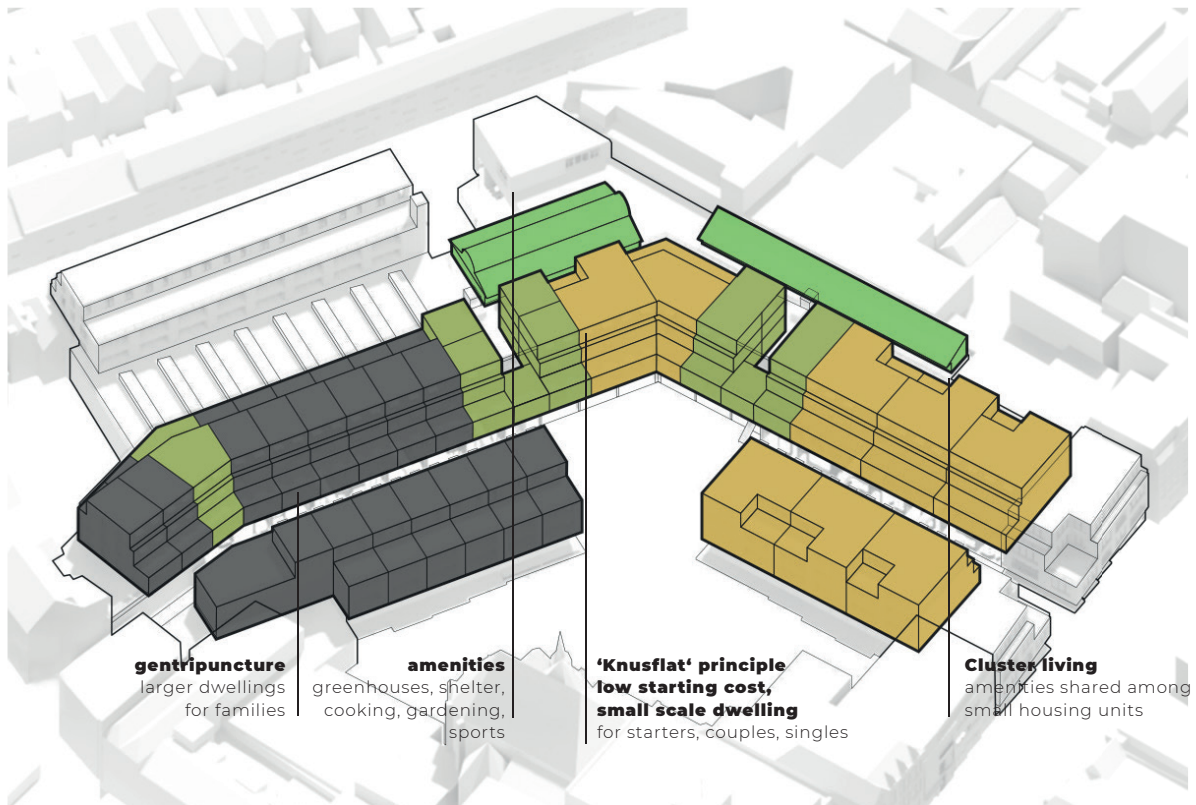 gentripuncture
larger dwellings
for families
amenities
greenhouses, shelter,
cooking, gardening,
sports
‘Knusflat‘ principle
low starting cost,
small scale dwelling
for starters, couples, singles
Cluster living
amenities shared among
small housing units